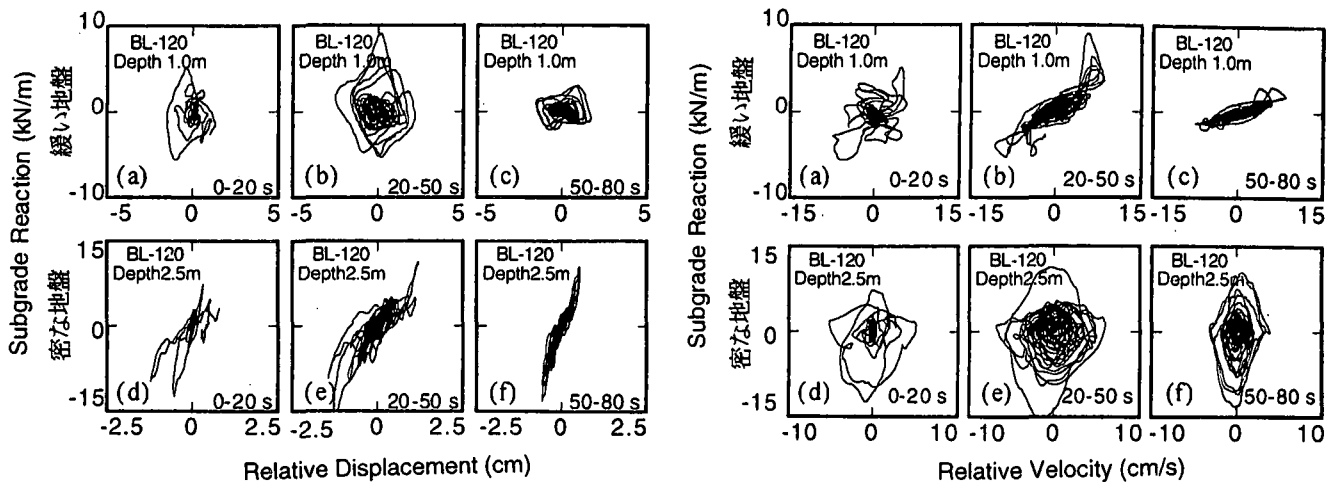 Subgrade Reaction (kN/m)
緩い地盤
密な地盤
10
0
-10
BL-120
Depth 1.0m
(a)
0-20 s
BL-120
Depth 1.0m
(b)
20-50 s
BL-120
Depth 1.0m
(c)
50-80 s
-5 0 5
-5 0 5
-5 0 5
15
0
-15
BL-120
Depth2.5m
(d)
0-20 s
BL-120
Depth2.5m
(e)
20-50 s
BL-120
Depth2.5m
(f)
50-80 s
-2.5 0 2.5
-2.5 0 2.5
-2.5 0 2.5
Relative Displacement (cm)
Subgrade Reaction (kN/m)
緩い地盤
密な地盤
10
0
-10
BL-120
Depth 1.0m
(a)
0-20 s
BL-120
Depth 1.0m
(b)
20-50 s
BL-120
Depth 1.0m
(c)
50-80 s
-15 0 15
-15 0 15
-15 0 15
15
0
-15
BL-120
Depth2.5m
(d)
0-20 s
BL-120
Depth2.5m
(e)
20-50 s
BL-120
Depth2.5m
(f)
50-80 s
-10 0 10
-10 0 10
-10 0 10
Relative Velocity (cm/s)